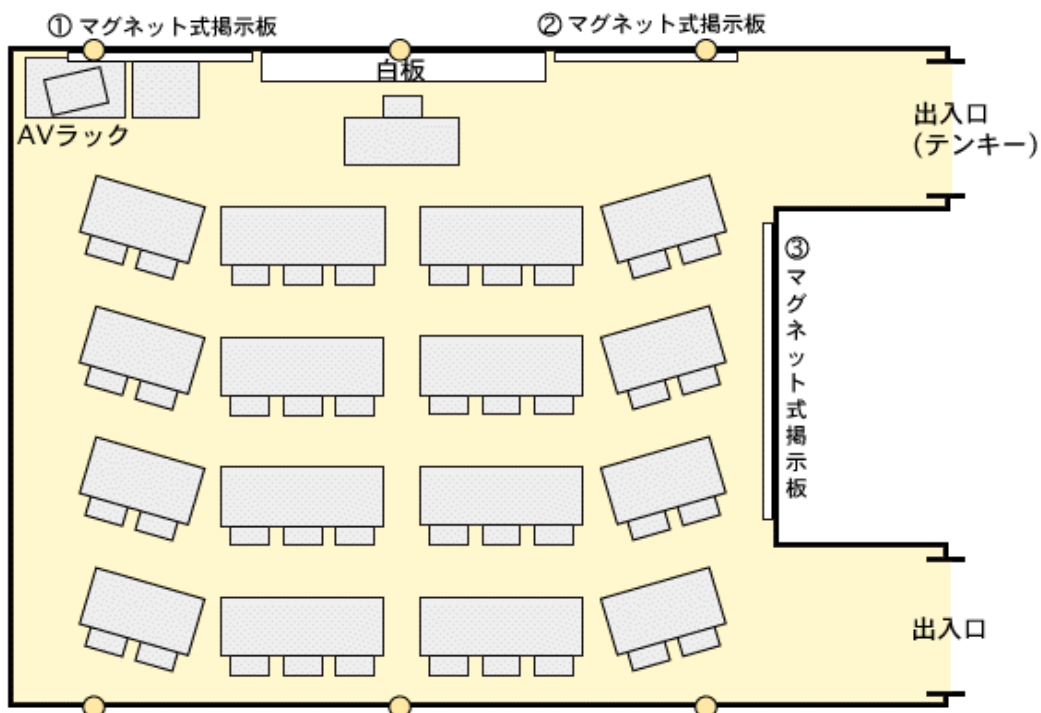 ① マグネット式掲示板
② マグネット式掲示板
白板
AVラック
出入口
(テンキー)
③マグネット式掲示板
出入口